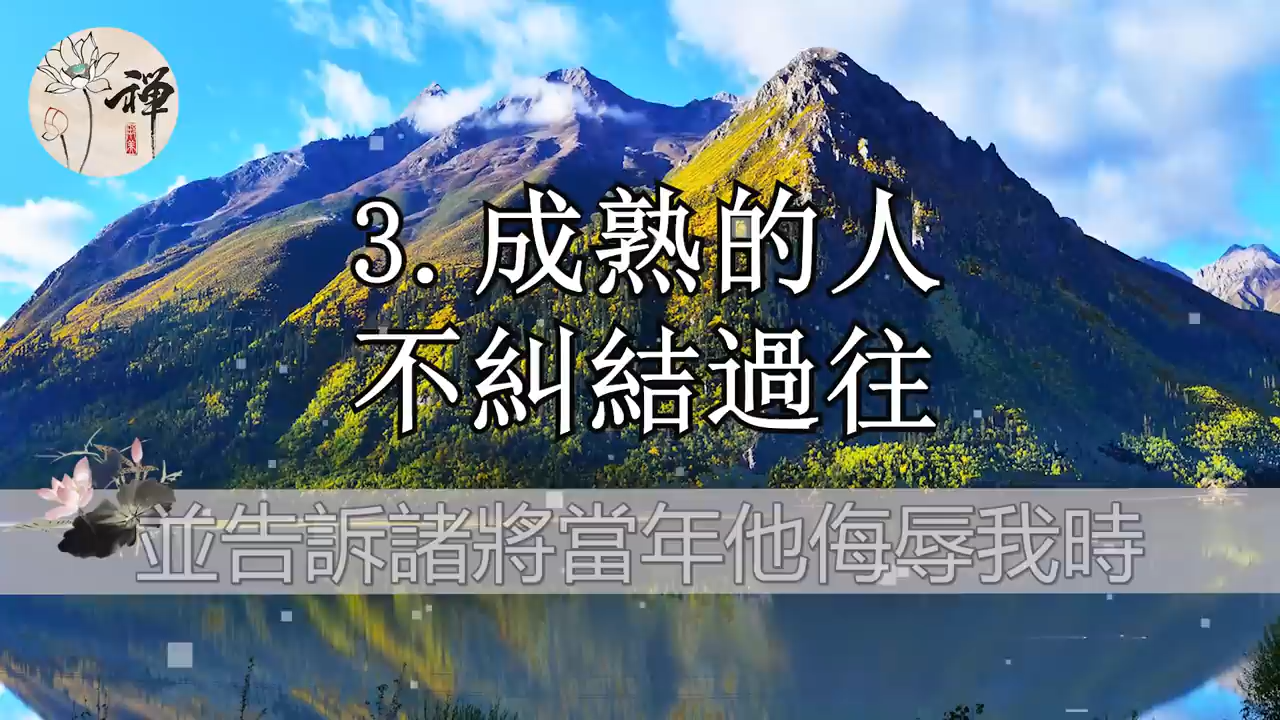 禅
3. 成熟的人
不糾結過往
並告訴諸將當年他侮辱我時